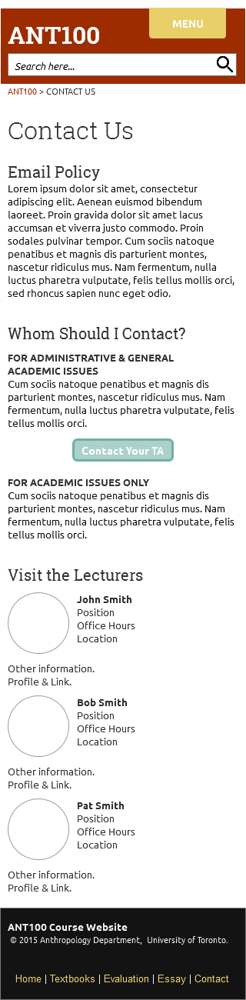 MENU
ANT100
Search here...
ANT100 > CONTACT US
Contact Us
Email Policy
Lorem ipsum dolor sit amet, consectetur
adipiscing elit. Aenean euismod bibendum
laoreet. Proin gravida dolor sit amet lacus
accumsan et viverra justo commodo. Proin
sodales pulvinar tempor. Cum sociis natoque
penatibus et magnis dis parturient montes,
nascetur ridiculus mus. Nam fermentum, nulla
luctus pharetra vulputate, felis tellus mollis orci,
sed rhoncus sapien nunc eget odio.
Whom Should I Contact?
FOR ADMINISTRATIVE & GENERAL
ACADEMIC ISSUES
Cum sociis natoque penatibus et magnis dis
parturient montes, nascetur ridiculus mus. Nam
fermentum, nulla luctus pharetra vulputate, felis
tellus mollis orci.
Contact Your TA
FOR ACADEMIC ISSUES ONLY
Cum sociis natoque penatibus et magnis dis
parturient montes, nascetur ridiculus mus. Nam
fermentum, nulla luctus pharetra vulputate, felis
tellus mollis orci.
Visit the Lecturers
John Smith
Position
Office Hours
Location
Other information.
Profile & Link.
Bob Smith
Position
Office Hours
Location
Other information.
Profile & Link.
Pat Smith
Position
Office Hours
Location
Other information.
Profile & Link.
ANT100 Course Website
© 2015 Anthropology Department, University of Toronto.
Home | Textbooks | Evaluation | Essay | Contact